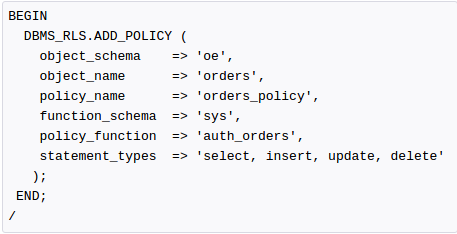 BEGIN
  DBMS_RLS.ADD_POLICY (
    object_schema    => 'oe',
    object_name      => 'orders',
    policy_name      => 'orders_policy',
    function_schema  => 'sys',
    policy_function  => 'auth_orders',
    statement_types  => 'select, insert, update, delete'
   );
 END;
/